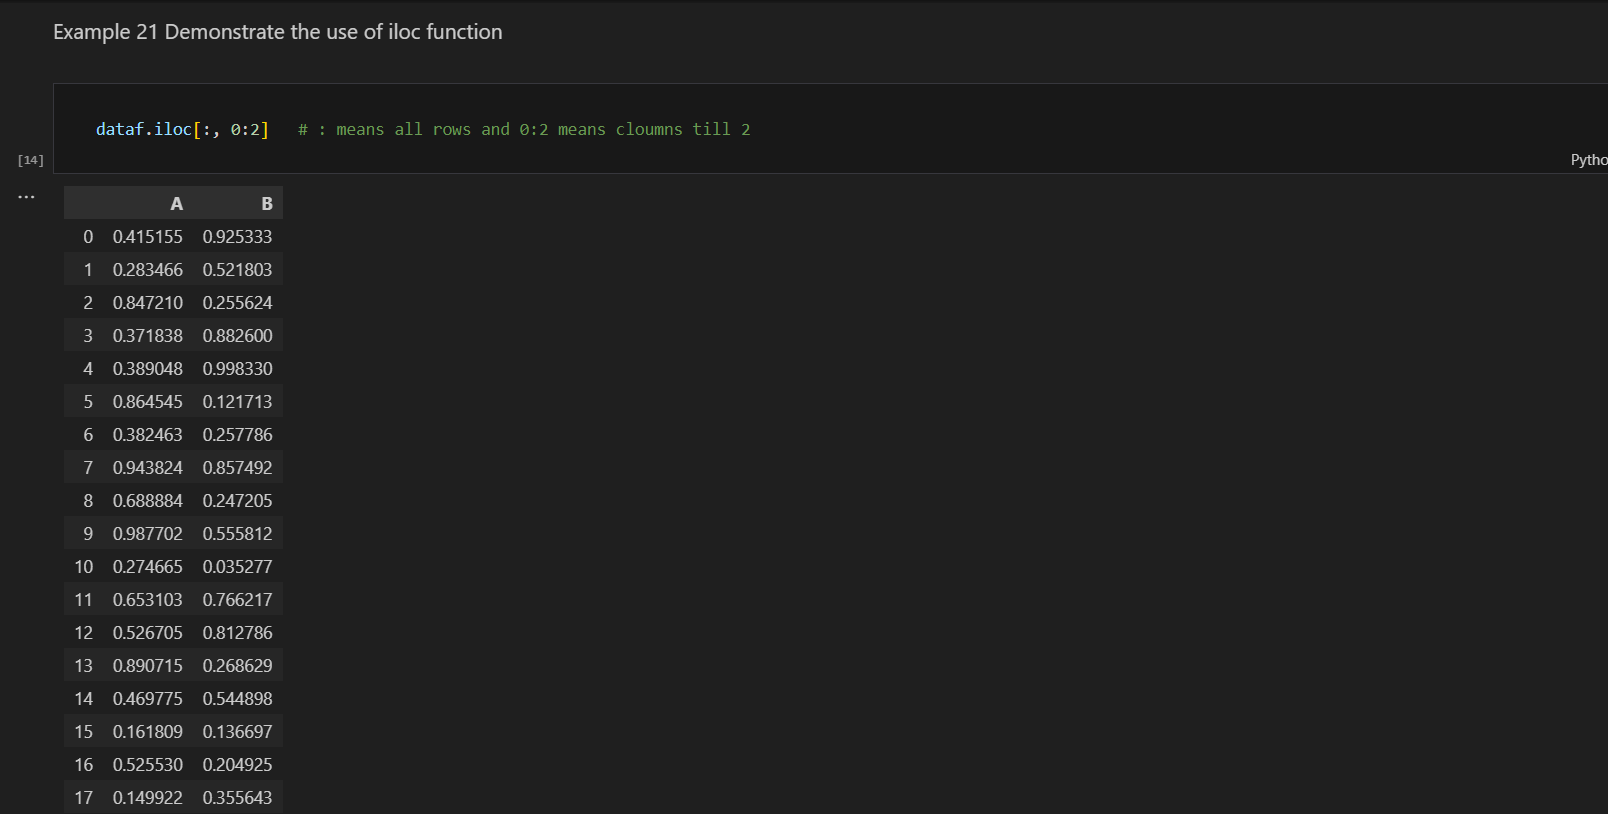 Example 21 Demonstrate the use of iloc function
dataf.iloc[:, 0:2]   # : means all rows and 0:2 means cloumns till 2
[14]
Pytho
...
A B
0 0.415155 0.925333
1 0.283466 0.521803
2 0.847210 0.255624
3 0.371838 0.882600
4 0.389048 0.998330
5 0.864545 0.121713
6 0.382463 0.257786
7 0.943824 0.857492
8 0.688884 0.247205
9 0.987702 0.555812
10 0.274665 0.035277
11 0.653103 0.766217
12 0.526705 0.812786
13 0.890715 0.268629
14 0.469775 0.544898
15 0.161809 0.136697
16 0.525530 0.204925
17 0.149922 0.355643